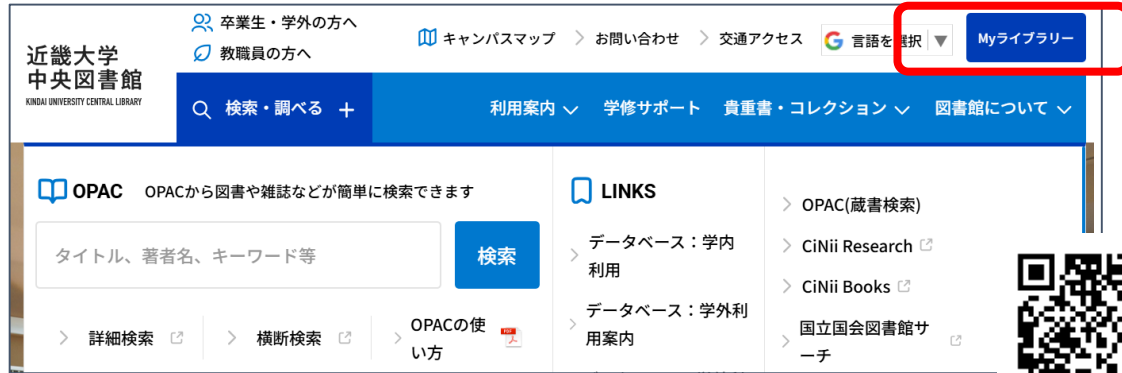 近畿大学
中央図書館
KINDAI UNIVERSITY CENTRAL LIBRARY
卒業生・学外の方へ
教職員の方へ
キャンパスマップ
お問い合わせ
交通アクセス
G 言語を選択 ▼
Myライブラリー
検索・調べる +
利用案内
学修サポート
貴重書・コレクション
図書館について
OPAC OPACから図書や雑誌などが簡単に検索できます
タイトル、著者名、キーワード等
検索
詳細検索
横断検索
OPACの使
い方
LINKS
データベース：学内
利用
データベース：学外利
用案内
OPAC(蔵書検索)
CiNii Research
CiNii Books
国立国会図書館サ
ーチ